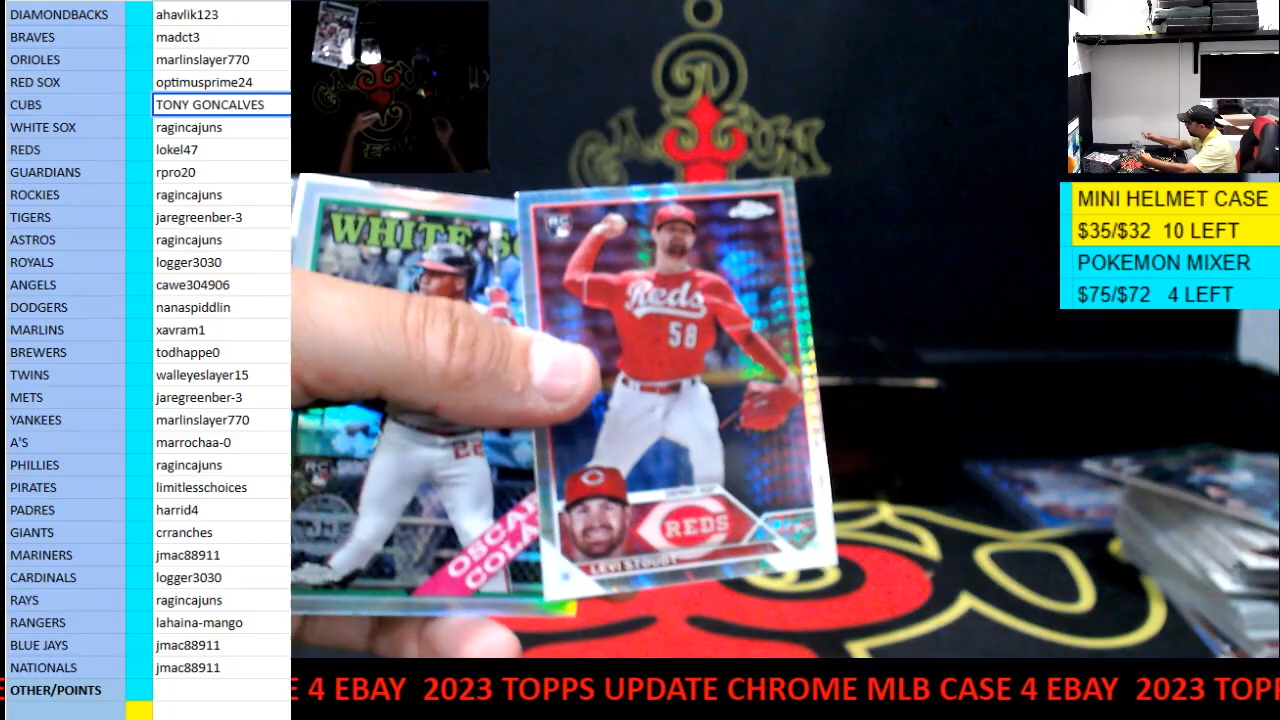 DIAMONDBACKS ahavlik123
BRAVES madct3
ORIOLES marlinslayer770
RED SOX optimusprime24
CUBS TONY GONCALVES
WHITE SOX ragincajuns
REDS lokel47
GUARDIANS rpro20
ROCKIES ragincajuns
TIGERS jaregreenber-3
ASTROS ragincajuns
ROYALS logger3030
ANGELS cawe304906
DODGERS nanaspiddlin
MARLINS xavram1
BREWERS todhappe0
TWINS walleyeslayer15
METS jaregreenber-3
YANKEES marlinslayer770
A'S marrochaa-0
PHILLIES ragincajuns
PIRATES limitlesschoices
PADRES harrid4
GIANTS crranches
MARINERS jmac88911
CARDINALS logger3030
RAYS ragincajuns
RANGERS lahaina-mango
BLUE JAYS jmac88911
NATIONALS jmac88911
OTHER/POINTS
MINI HELMET CASE
$35/$32 10 LEFT
POKEMON MIXER
$75/$72 4 LEFT
WHITE SO
22
RC
OSCAR
COLA
RC
Reds
58
REDS
LEVI STOUDT
E 4 EBAY 2023 TOPPS UPDATE CHROME MLB CASE 4 EBAY 2023 TOPP